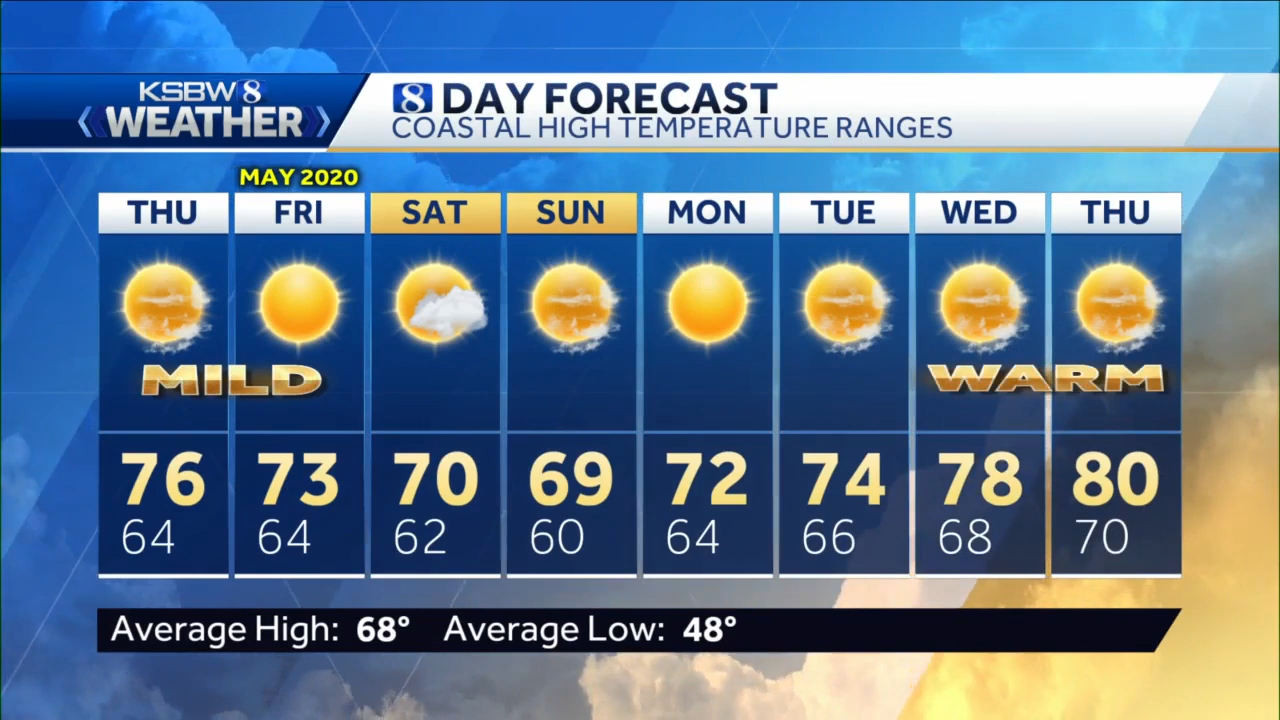 KSBW 8
WEATHER
8 DAY FORECAST
COASTAL HIGH TEMPERATURE RANGES
MAY 2020
THU FRI SAT SUN MON TUE WED THU
MILD WARM
76 73 70 69 72 74 78 80
64 64 62 60 64 66 68 70
Average High: 68° Average Low: 48°